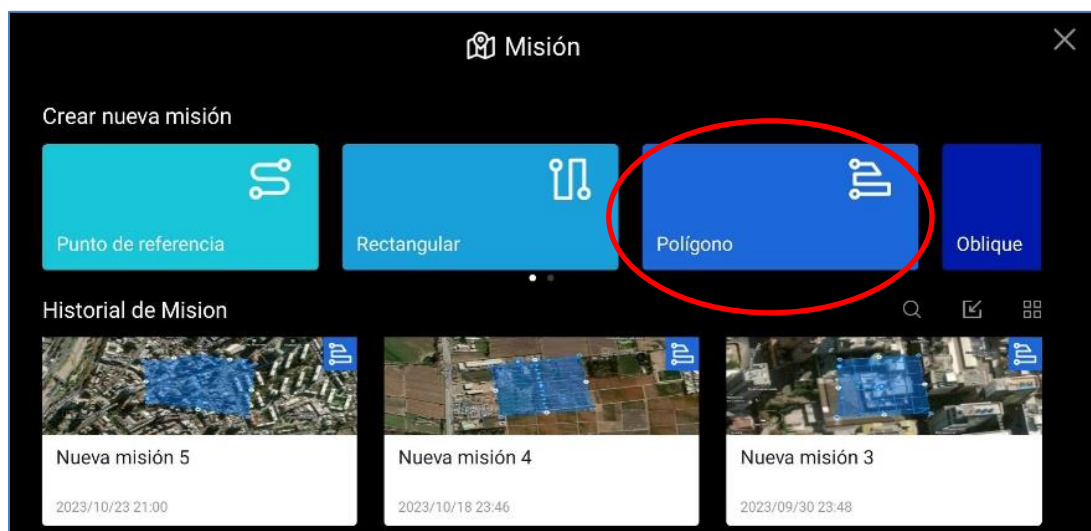 Misión
Crear nueva misión
Punto de referencia
Rectangular
Polígono
Oblique
Historial de Mision
Nueva misión 5
Nueva misión 4
Nueva misión 3
2023/10/23 21:00
2023/10/18 23:46
2023/09/30 23:48